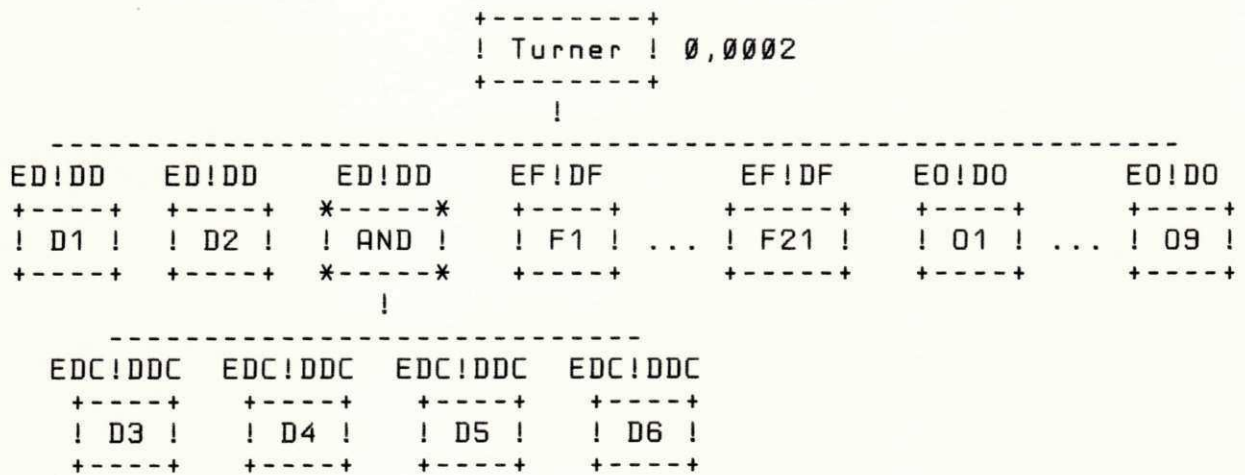 +--------+
! Turner ! 0,0002
+--------+
!
------------------------------------------------------------------
ED!DD ED!DD ED!DD EF!DF EF!DF EO!DO EO!DO
+----+ +----+ *-----* +----+ +-----+ +----+ +----+
! D1 ! ! D2 ! ! AND ! ! F1 ! ... ! F21 ! ! O1 ! ... ! O9 !
+----+ +----+ *-----* +----+ +-----+ +----+ +----+
!
-------------------------------
EDC!DDC EDC!DDC EDC!DDC EDC!DDC
+----+ +----+ +----+ +----+
! D3 ! ! D4 ! ! D5 ! ! D6 !
+----+ +----+ +----+ +----+